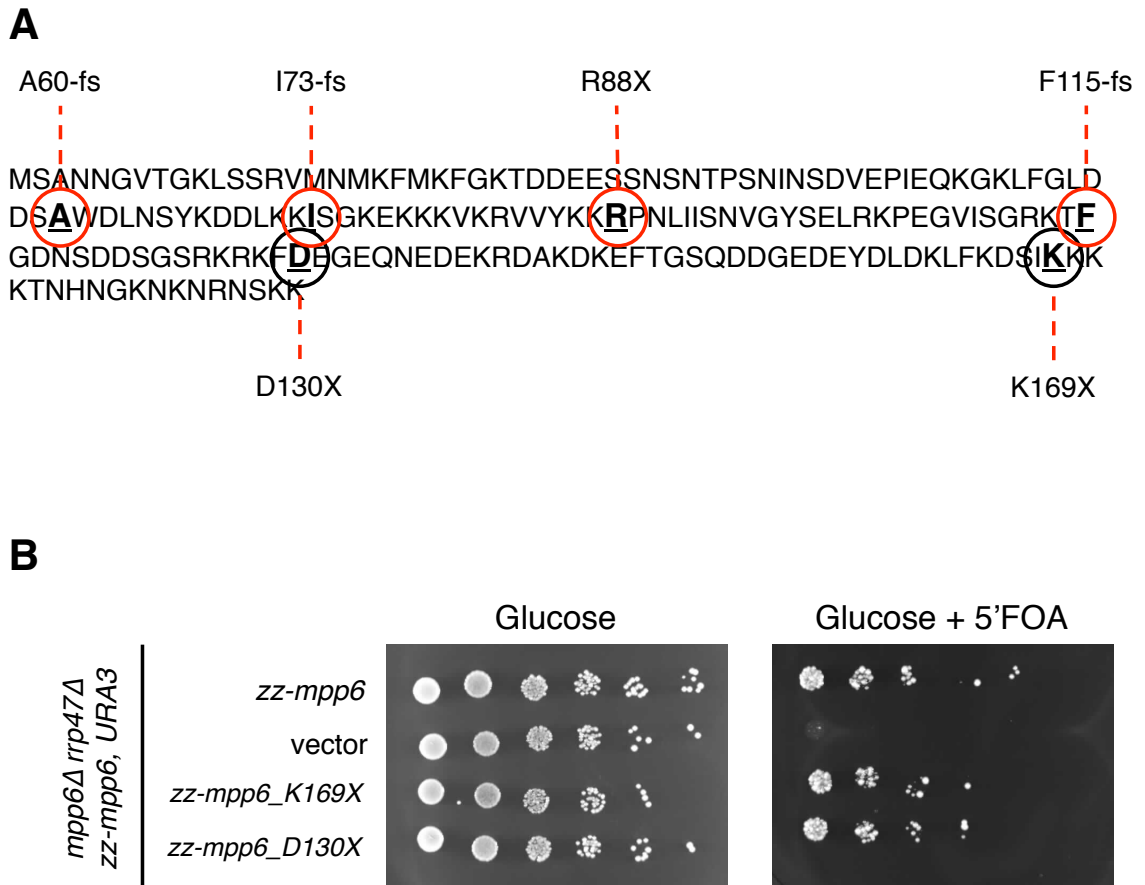 A
A60-fs I73-fs R88X F115-fs
MSANNGVTGKLSSRVMNMKFMKFGKTDDEESSNSNTPSNINSDVEPIEQKGKLFGLD
DSAWDLNSYKDDLKKISGKEKKKVKRVVYKKRPNLIISNVGYSELRKPEGVISGRKTF
GDNSDDSGSRKRKFDEGEQNEDEKRDAKDKEFTGSQDDGEDEYDLDKLFKDSIKKK
KTNHNGKNKNRNSKK
D130X K169X
B
Glucose Glucose + 5'FOA
mpp6Δ rrp47Δ
zz-mpp6, URA3
zz-mpp6
vector
zz-mpp6_K169X
zz-mpp6_D130X